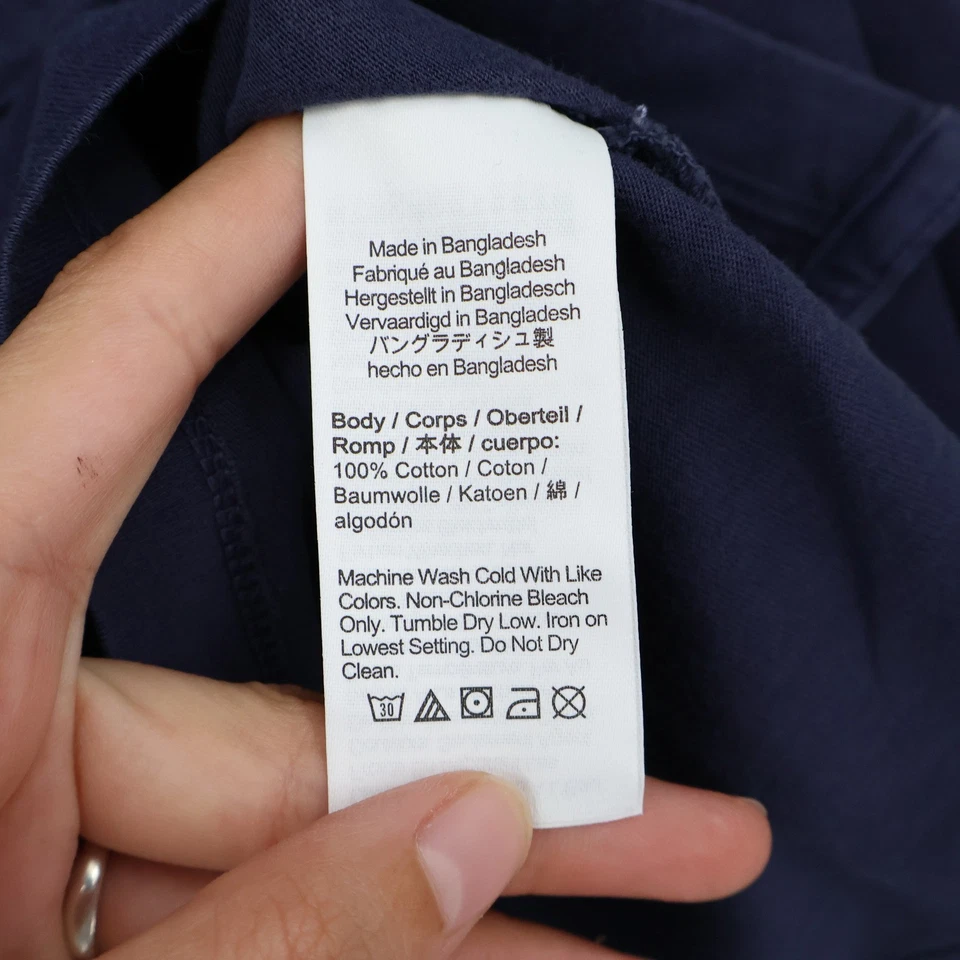 Made in Bangladesh
Fabriqué au Bangladesh
Hergestellt in Bangladesch
Vervaardigd in Bangladesh
バングラディシュ製
hecho en Bangladesh
Body / Corps / Oberteil /
Romp / 本体 / cuerpo:
100% Cotton / Coton /
Baumwolle / Katoen / 綿 /
algodón
Machine Wash Cold With Like
Colors. Non-Chlorine Bleach
Only. Tumble Dry Low. Iron on
Lowest Setting. Do Not Dry
Clean.
30